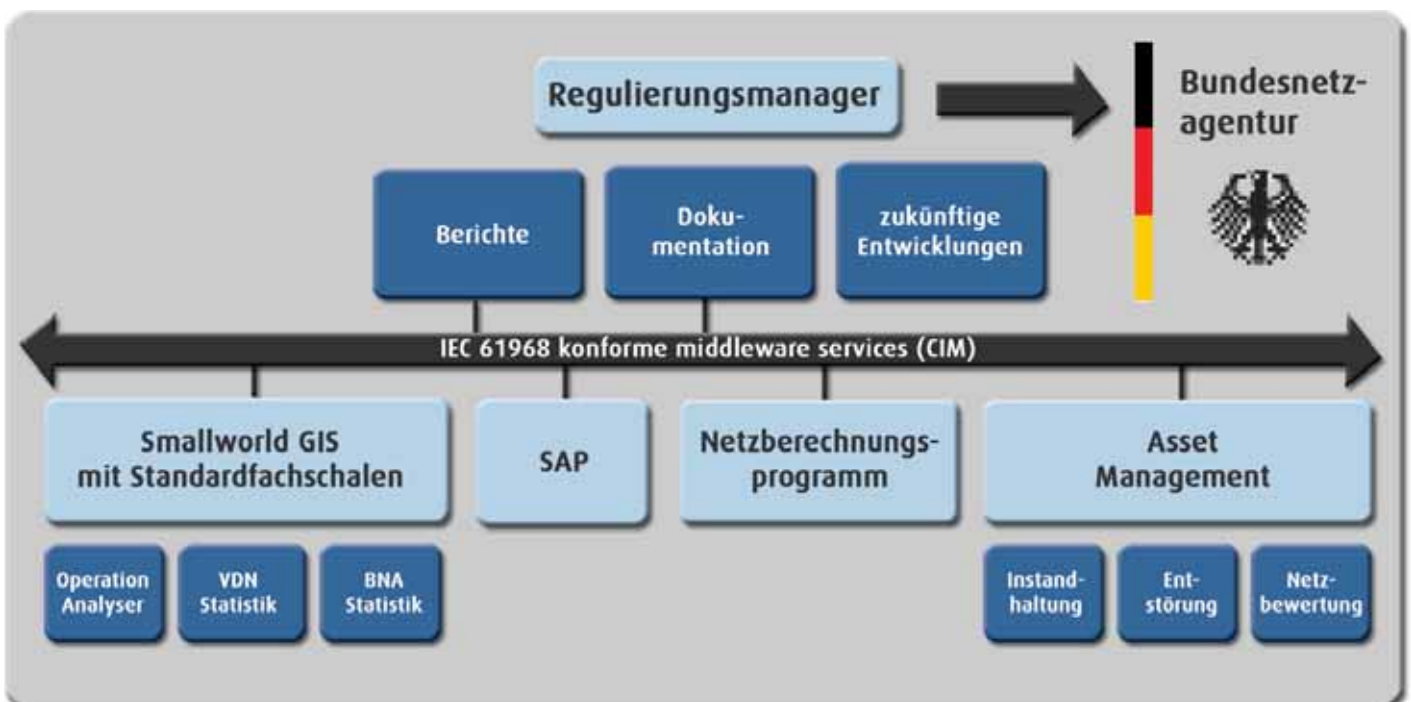 Regulierungsmanager
Bundesnetz-
agentur
Berichte
Doku-
mentation
zukünftige
Entwicklungen
IEC 61968 konforme middleware services (CIM)
Smallworld GIS
mit Standardfachschalen
SAP
Netzberechnungs-
programm
Asset
Management
Operation
Analyser
VDN
Statistik
BNA
Statistik
Instand-
haltung
Ent-
störung
Netz-
bewertung